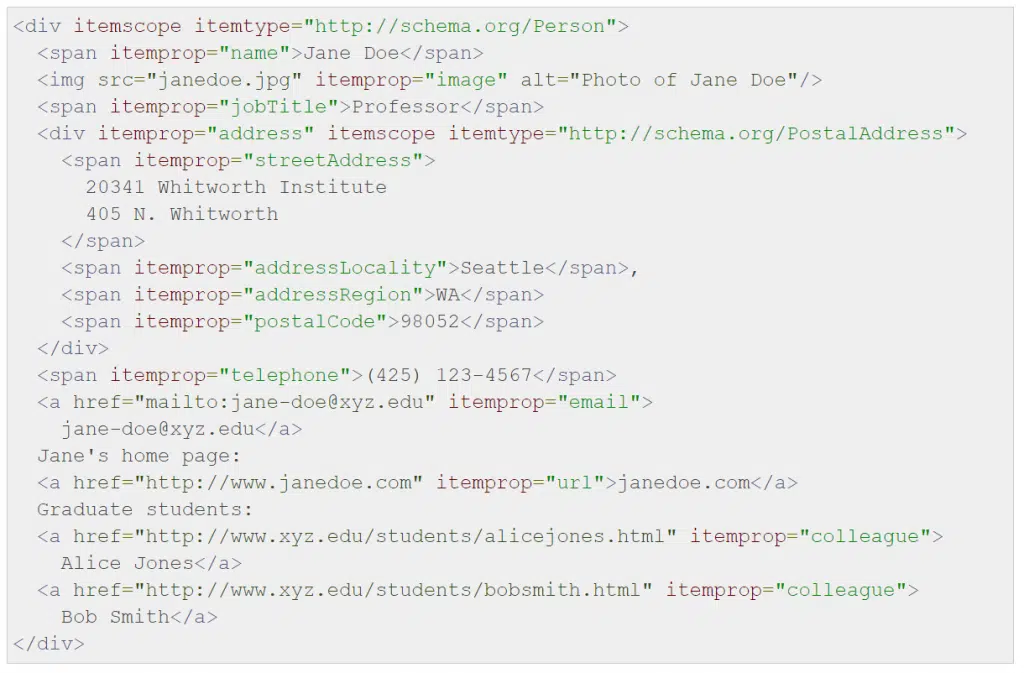 <div itemscope itemtype="http://schema.org/Person">
  <span itemprop="name">Jane Doe</span>
  <img src="janedoe.jpg" itemprop="image" alt="Photo of Jane Doe"/>
  <span itemprop="jobTitle">Professor</span>
  <div itemprop="address" itemscope itemtype="http://schema.org/PostalAddress">
    <span itemprop="streetAddress">
      20341 Whitworth Institute
      405 N. Whitworth
    </span>
    <span itemprop="addressLocality">Seattle</span>,
    <span itemprop="addressRegion">WA</span>
    <span itemprop="postalCode">98052</span>
  </div>
  <span itemprop="telephone">(425) 123-4567</span>
  <a href="mailto:jane-doe@xyz.edu" itemprop="email">
    jane-doe@xyz.edu</a>
  Jane's home page:
  <a href="http://www.janedoe.com" itemprop="url">janedoe.com</a>
  Graduate students:
  <a href="http://www.xyz.edu/students/alicejones.html" itemprop="colleague">
    Alice Jones</a>
  <a href="http://www.xyz.edu/students/bobsmith.html" itemprop="colleague">
    Bob Smith</a>
</div>